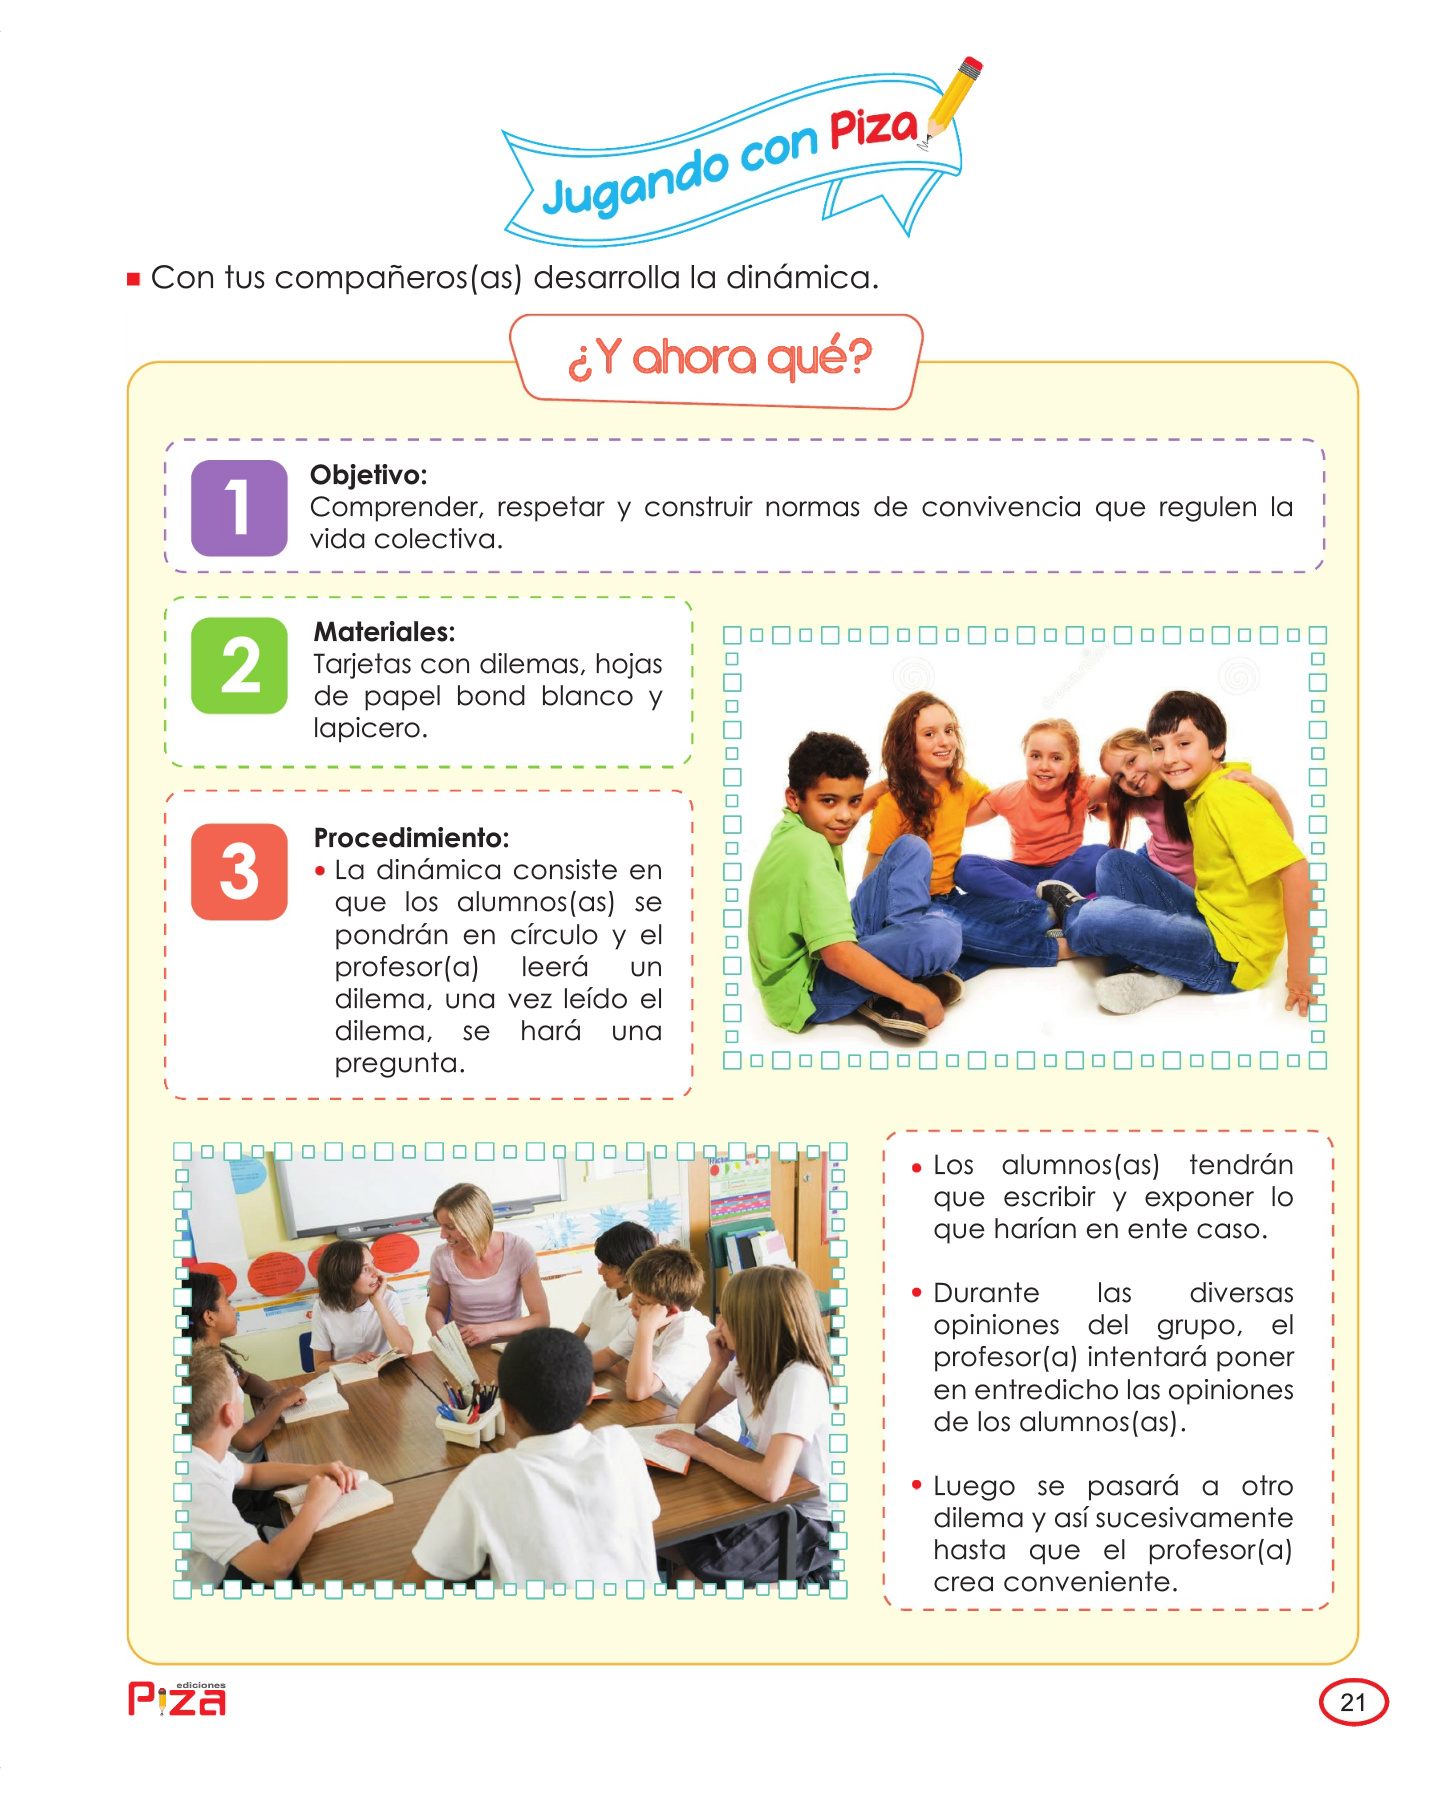 Jugando con Piza
Con tus compañeros(as) desarrolla la dinámica.
¿Y ahora qué?
1
Objetivo:
Comprender, respetar y construir normas de convivencia que regulen la
vida colectiva.
2
Materiales:
Tarjetas con dilemas, hojas
de papel bond blanco y
lapicero.
3
Procedimiento:
• La dinámica consiste en
que los alumnos(as) se
pondrán en círculo y el
profesor(a) leerá un
dilema, una vez leído el
dilema, se hará una
pregunta.
• Los alumnos(as) tendrán
que escribir y exponer lo
que harían en ente caso.
• Durante las diversas
opiniones del grupo, el
profesor(a) intentará poner
en entredicho las opiniones
de los alumnos(as).
• Luego se pasará a otro
dilema y así sucesivamente
hasta que el profesor(a)
crea conveniente.
ediciones
Piza
21